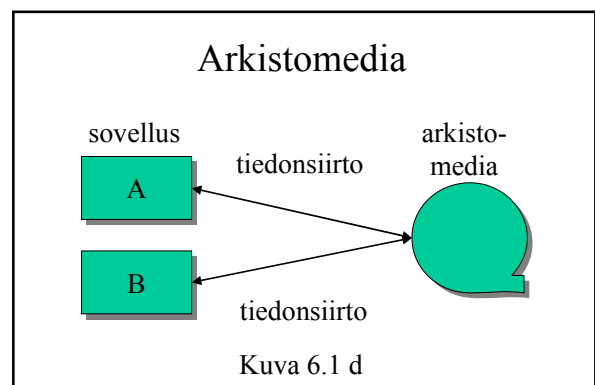 Arkistomedia
sovellus
arkisto-
media
tiedonsiirto
A
B
tiedonsiirto
Kuva 6.1 d